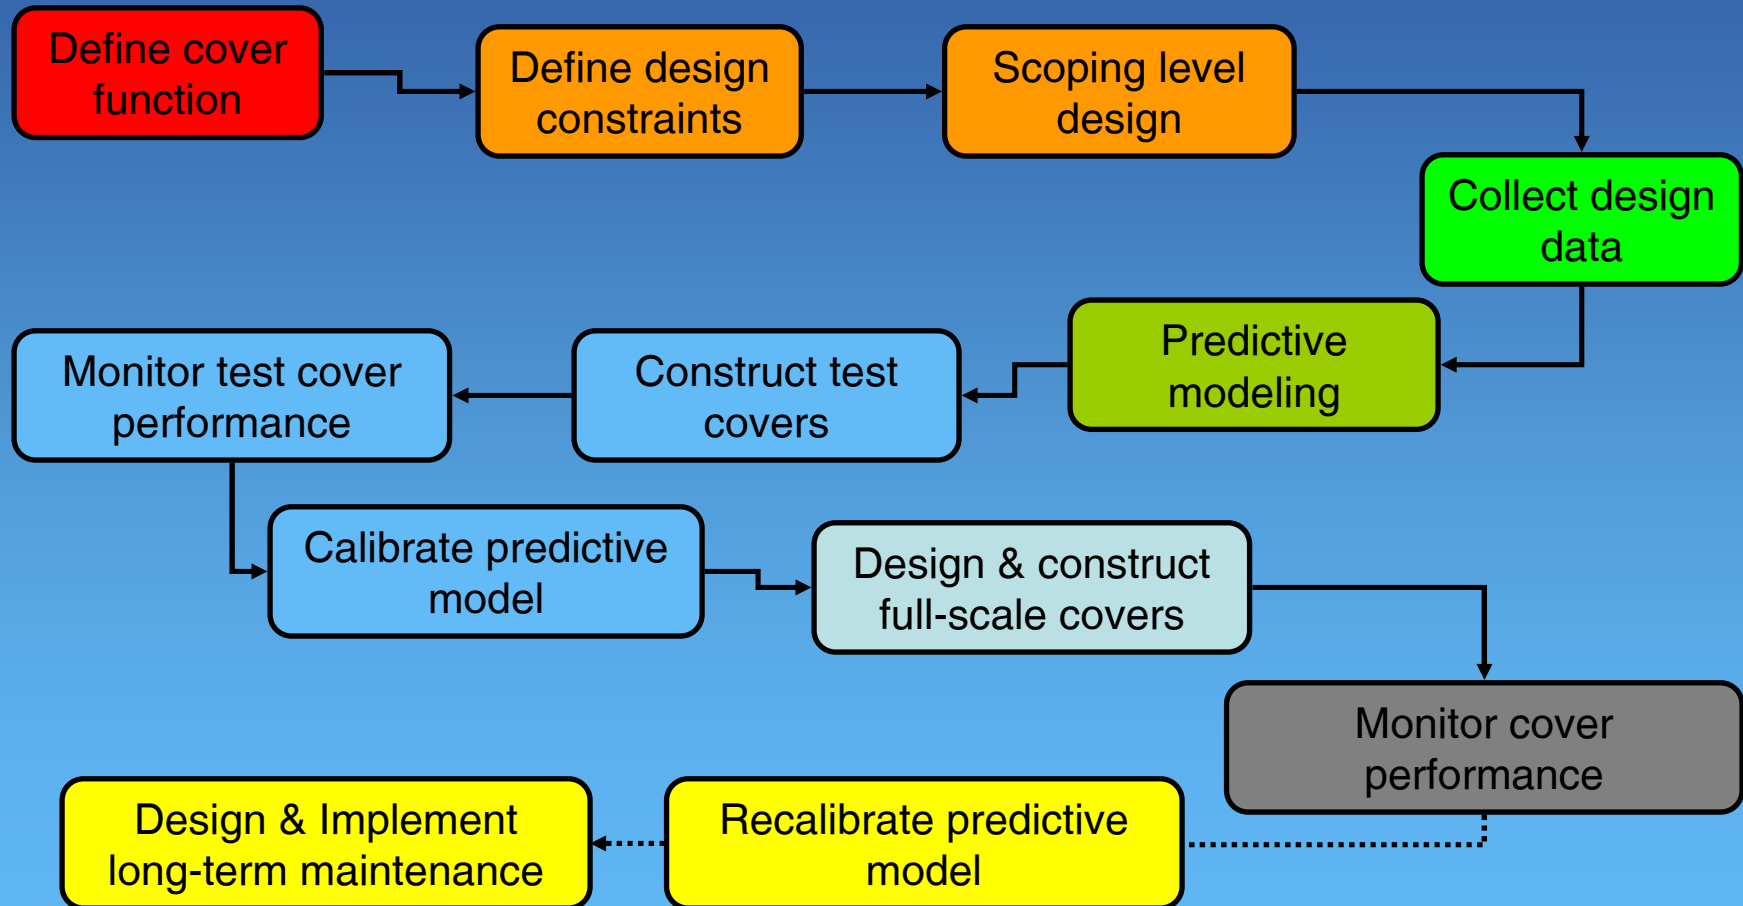 Define cover
function
Define design
constraints
Scoping level
design
Collect design
data
Predictive
modeling
Construct test
covers
Monitor test cover
performance
Calibrate predictive
model
Design & construct
full-scale covers
Monitor cover
performance
Recalibrate predictive
model
Design & Implement
long-term maintenance